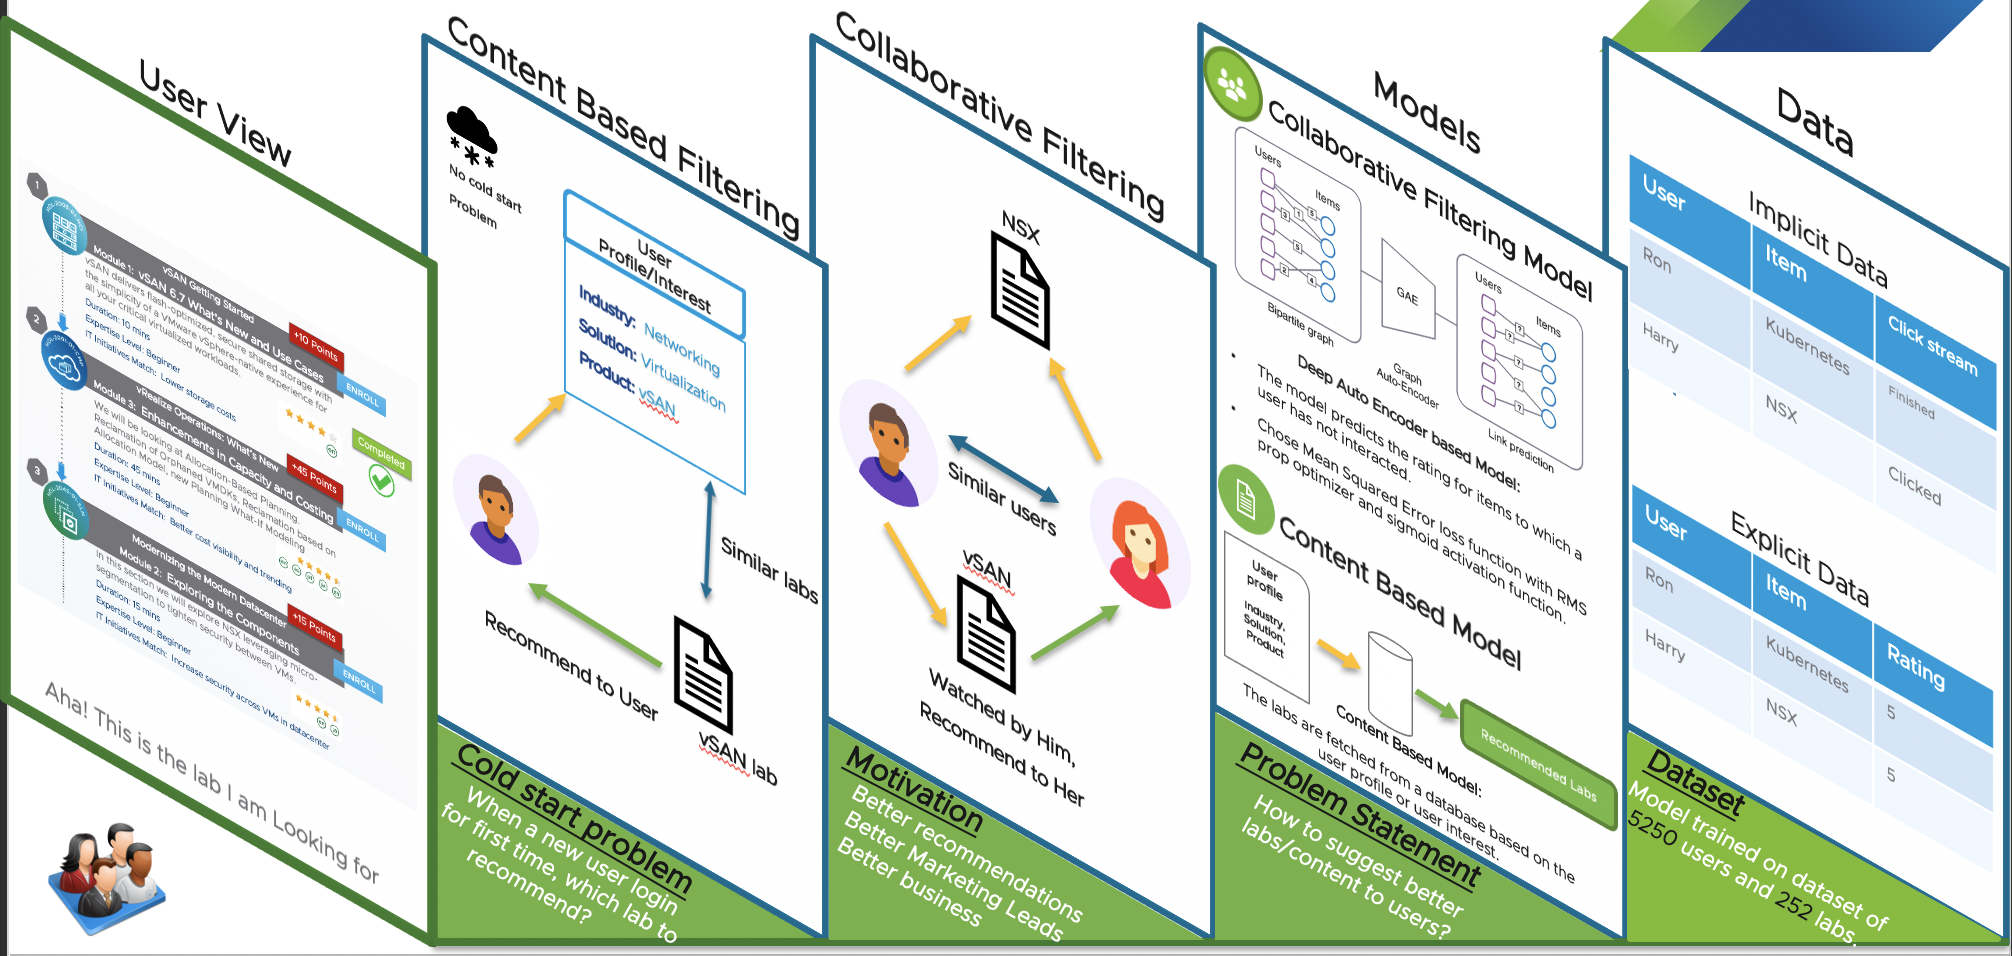 User View
1
vSAN Getting Started
Module 1: vSAN 6.7 What's New and Use Cases
vSAN delivers flash-optimized, secure shared storage with
the simplicity of a VMware vSphere-native experience for
all your critical virtualized workloads.
Duration: 10 mins
Expertise Level: Beginner
IT Initiatives Match: Lower storage costs
+10 Points
ENROLL
2
vRealize Operations: What's New
Module 3: Enhancements in Capacity and Costing
We will be looking at Allocation-Based Planning.
Reclamation of Orphaned VMDKs, Reclamation based on
Allocation Model, new Planning What-If Modeling
Duration: 45 mins
Expertise Level: Beginner
IT Initiatives Match: Better cost visibility and trending
+45 Points
Completed
ENROLL
3
Modernizing the Modern Datacenter
Module 2: Exploring the Components
In this section we will explore NSX leveraging micro-
segmentation to tighten security between VMs.
Duration: 15 mins
Expertise Level: Beginner
IT Initiatives Match: Increase security across VMs in datacenter
+15 Points
ENROLL
Aha! This is the lab I am Looking for
Content Based Filtering
No cold start
Problem
User
Profile/Interest
Industry: Networking
Solution: Virtualization
Product: vSAN
Similar labs
Recommend to User
vSAN lab
Cold start problem
When a new user login
for first time, which lab to
recommend?
Collaborative Filtering
NSX
Similar users
vSAN
Watched by Him,
Recommend to Her
Motivation
Better recommendations
Better Marketing Leads
Better business
Models
Collaborative Filtering Model
Users
Items
3
1
5
5
2
4
Bipartite graph
GAE
Graph
Auto-Encoder
Users
Items
?
?
?
?
?
Link prediction
Deep Auto Encoder based Model:
• The model predicts the rating for items to which a
user has not interacted.
• Chose Mean Squared Error loss function with RMS
prop optimizer and sigmoid activation function.
Content Based Model
User
profile
Industry,
Solution,
Product
Recommended Labs
Content Based Model:
The labs are fetched from a database based on the
user profile or user interest.
Problem Statement
How to suggest better
labs/content to users?
Data
Implicit Data
User Item Click stream
Ron Kubernetes Finished
Harry NSX Clicked
Explicit Data
User Item Rating
Ron Kubernetes 5
Harry NSX 5
Dataset
Model trained on dataset of
5250 users and 252 labs.